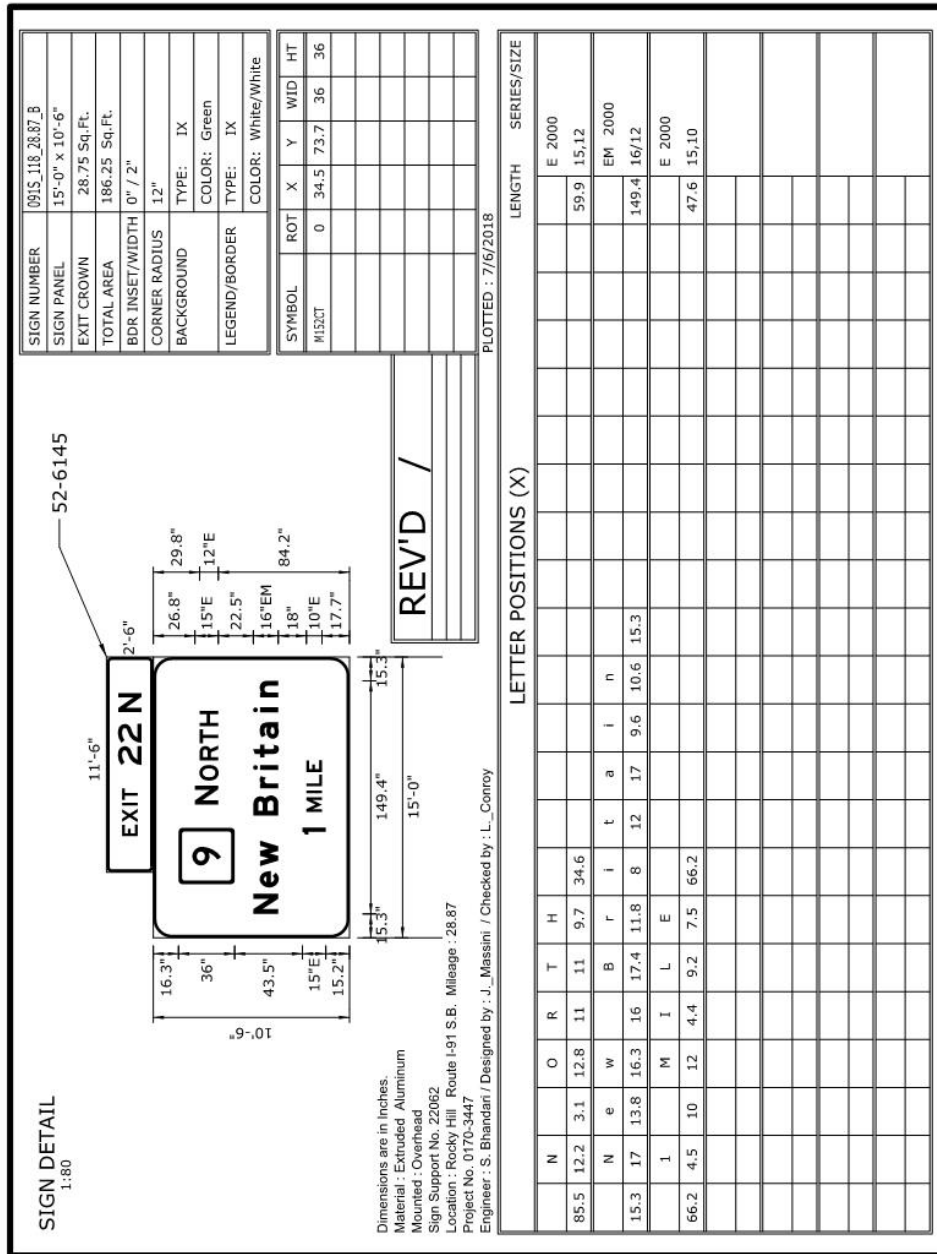 SIGN DETAIL
1:80
52-6145
11'-6"
2'-6"
EXIT 22 N
9 NORTH
New Britain
1 MILE
16.3"
36"
43.5"
15"E
15.2"
10'-6"
26.8"
15"E
22.5"
16"EM
18"
10"E
17.7"
29.8"
12"E
84.2"
15.3" 149.4" 15.3"
15'-0"
Dimensions are in Inches.
Material : Extruded Aluminum
Mounted : Overhead
Sign Support No. 22062
Location : Rocky Hill Route I-91 S.B. Mileage : 28.87
Project No. 0170-3447
Engineer : S. Bhandari / Designed by : J._Massini / Checked by : L._Conroy
REV'D /
SIGN NUMBER 091S_118_28.87_B
SIGN PANEL 15'-0" x 10'-6"
EXIT CROWN 28.75 Sq.Ft.
TOTAL AREA 186.25 Sq.Ft.
BDR INSET/WIDTH 0" / 2"
CORNER RADIUS 12"
BACKGROUND TYPE: IX
COLOR: Green
LEGEND/BORDER TYPE: IX
COLOR: White/White
SYMBOL ROT X Y WID HT
M152CT 0 34.5 73.7 36 36
PLOTTED : 7/6/2018
LETTER POSITIONS (X) LENGTH SERIES/SIZE
N O R T H E 2000
85.5 12.2 3.1 12.8 11 11 9.7 34.6 59.9 15,12
N e w B r i t a i n EM 2000
15.3 17 13.8 16.3 16 17.4 11.8 8 12 17 9.6 10.6 15.3 149.4 16/12
1 M I L E E 2000
66.2 4.5 10 12 4.4 9.2 7.5 66.2 47.6 15,10